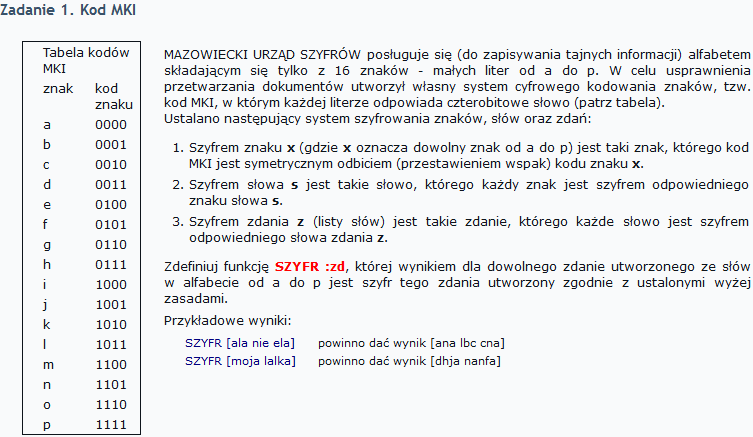 Zadanie 1. Kod MKI
Tabela kodów
MKI
znak kod
znaku
a 0000
b 0001
c 0010
d 0011
e 0100
f 0101
g 0110
h 0111
i 1000
j 1001
k 1010
l 1011
m 1100
n 1101
o 1110
p 1111
MAZOWIECKI URZĄD SZYFRÓW posługuje się (do zapisywania tajnych informacji) alfabetem
składającym się tylko z 16 znaków - małych liter od a do p. W celu usprawnienia
przetwarzania dokumentów utworzył własny system cyfrowego kodowania znaków, tzw.
kod MKI, w którym każdej literze odpowiada czterobitowe słowo (patrz tabela).
Ustalano następujący system szyfrowania znaków, słów oraz zdań:
1. Szyfrem znaku x (gdzie x oznacza dowolny znak od a do p) jest taki znak, którego kod
MKI jest symetrycznym odbiciem (przestawieniem wspak) kodu znaku x.
2. Szyfrem słowa s jest takie słowo, którego każdy znak jest szyfrem odpowiedniego
znaku słowa s.
3. Szyfrem zdania z (listy słów) jest takie zdanie, którego każde słowo jest szyfrem
odpowiedniego słowa zdania z.
Zdefiniuj funkcję SZYFR :zd, której wynikiem dla dowolnego zdanie utworzonego ze słów
w alfabecie od a do p jest szyfr tego zdania utworzony zgodnie z ustalonymi wyżej
zasadami.
Przykładowe wyniki:
SZYFR [ala nie ela] powinno dać wynik [ana lbc cna]
SZYFR [moja lalka] powinno dać wynik [dhja nanfa]